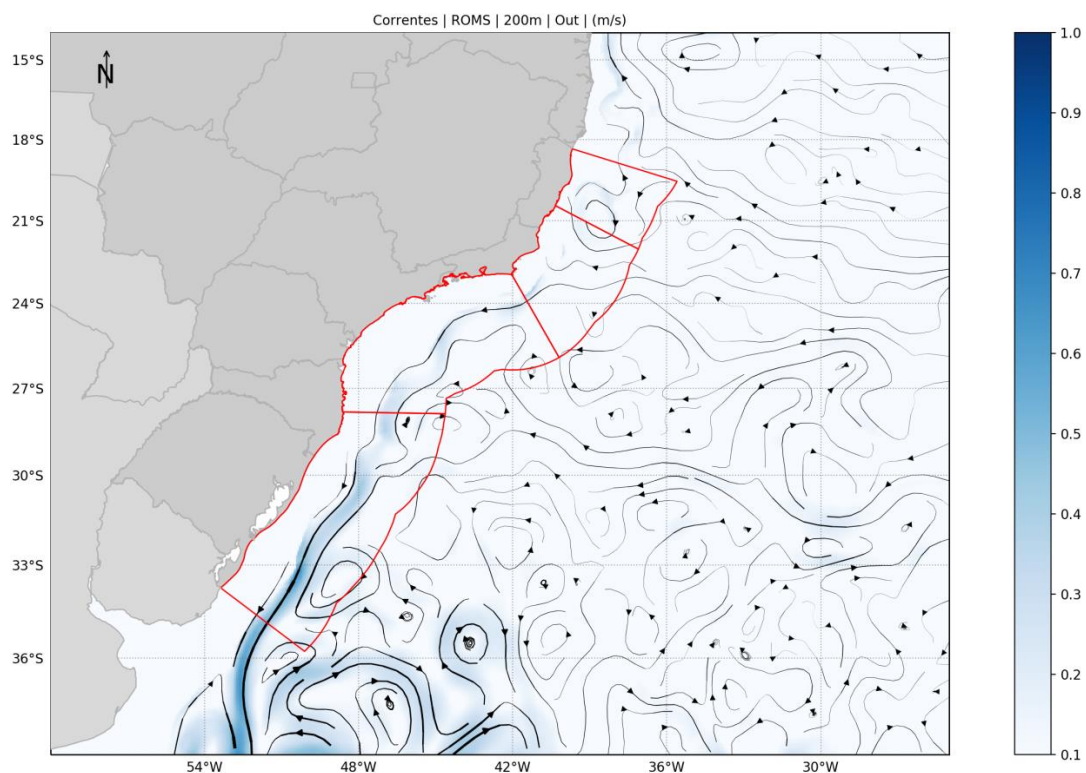 Correntes | ROMS | 200m | Out | (m/s)
N
15°S
18°S
21°S
24°S
27°S
30°S
33°S
36°S
54°W
48°W
42°W
36°W
30°W
1.0
0.9
0.8
0.7
0.6
0.5
0.4
0.3
0.2
0.1